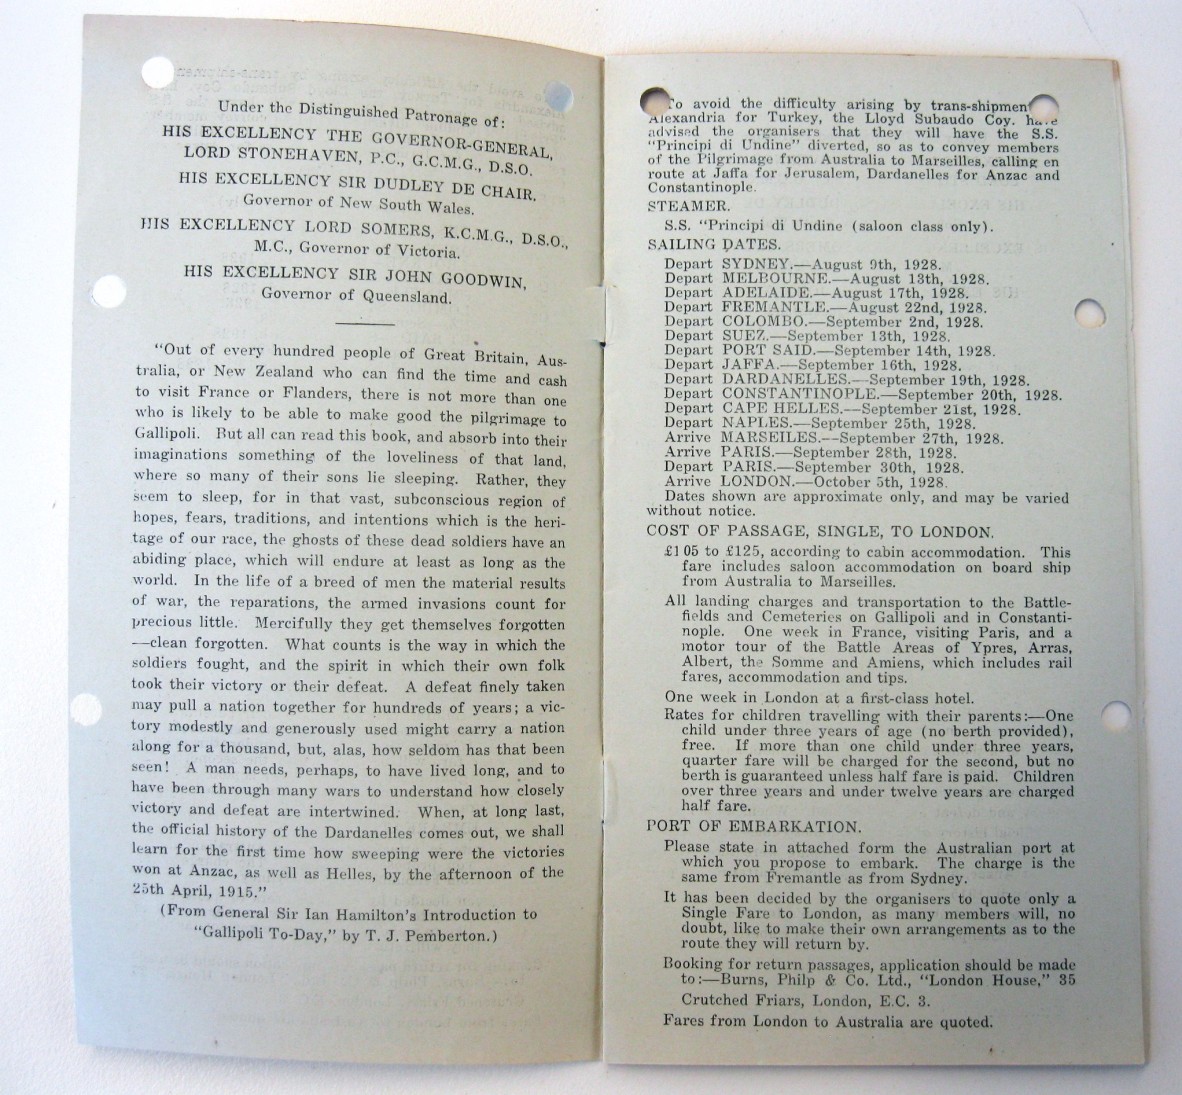 Under the Distinguished Patronage of:
HIS EXCELLENCY THE GOVERNOR-GENERAL,
LORD STONEHAVEN, P.C., G.C.M.G., D.S.O.
HIS EXCELLENCY SIR DUDLEY DE CHAIR,
Governor of New South Wales.
HIS EXCELLENCY LORD SOMERS, K.C.M.G., D.S.O.,
M.C., Governor of Victoria.
HIS EXCELLENCY SIR JOHN GOODWIN,
Governor of Queensland.
"Out of every hundred people of Great Britain, Aus-
tralia, or New Zealand who can find the time and cash
to visit France or Flanders, there is not more than one
who is likely to be able to make good the pilgrimage to
Gallipoli. But all can read this book, and absorb into their
imaginations something of the loveliness of that land,
where so many of their sons lie sleeping. Rather, they
seem to sleep, for in that vast, subconscious region of
hopes, fears, traditions, and intentions which is the heri-
tage of our race, the ghosts of these dead soldiers have an
abiding place, which will endure at least as long as the
world. In the life of a breed of men the material results
of war, the reparations, the armed invasions count for
precious little. Mercifully they get themselves forgotten
—clean forgotten. What counts is the way in which the
soldiers fought, and the spirit in which their own folk
took their victory or their defeat. A defeat finely taken
may pull a nation together for hundreds of years; a vic-
tory modestly and generously used might carry a nation
along for a thousand, but, alas, how seldom has that been
seen! A man needs, perhaps, to have lived long, and to
have been through many wars to understand how closely
victory and defeat are intertwined. When, at long last,
the official history of the Dardanelles comes out, we shall
learn for the first time how sweeping were the victories
won at Anzac, as well as Helles, by the afternoon of the
25th April, 1915."
(From General Sir Ian Hamilton's Introduction to
"Gallipoli To-Day," by T. J. Pemberton.)
To avoid the difficulty arising by trans-shipment
Alexandria for Turkey, the Lloyd Subaudo Coy. have
advised the organisers that they will have the S.S.
"Principi di Undine" diverted, so as to convey members
of the Pilgrimage from Australia to Marseilles, calling en
route at Jaffa for Jerusalem, Dardanelles for Anzac and
Constantinople.
STEAMER.
S.S. "Principi di Undine (saloon class only).
SAILING DATES.
Depart SYDNEY.—August 9th, 1928.
Depart MELBOURNE.—August 13th, 1928.
Depart ADELAIDE.—August 17th, 1928.
Depart FREMANTLE.—August 22nd, 1928.
Depart COLOMBO.—September 2nd, 1928.
Depart SUEZ.—September 13th, 1928.
Depart PORT SAID.—September 14th, 1928.
Depart JAFFA.—September 16th, 1928.
Depart DARDANELLES.—September 19th, 1928.
Depart CONSTANTINOPLE.—September 20th, 1928.
Depart CAPE HELLES.—September 21st, 1928.
Depart NAPLES.—September 25th, 1928.
Arrive MARSEILES.—September 27th, 1928.
Arrive PARIS.—September 28th, 1928.
Depart PARIS.—September 30th, 1928.
Arrive LONDON.—October 5th, 1928.
Dates shown are approximate only, and may be varied
without notice.
COST OF PASSAGE, SINGLE, TO LONDON.
£105 to £125, according to cabin accommodation. This
fare includes saloon accommodation on board ship
from Australia to Marseilles.
All landing charges and transportation to the Battle-
fields and Cemeteries on Gallipoli and in Constanti-
nople. One week in France, visiting Paris, and a
motor tour of the Battle Areas of Ypres, Arras,
Albert, the Somme and Amiens, which includes rail
fares, accommodation and tips.
One week in London at a first-class hotel.
Rates for children travelling with their parents:—One
child under three years of age (no berth provided),
free. If more than one child under three years,
quarter fare will be charged for the second, but no
berth is guaranteed unless half fare is paid. Children
over three years and under twelve years are charged
half fare.
PORT OF EMBARKATION.
Please state in attached form the Australian port at
which you propose to embark. The charge is the
same from Fremantle as from Sydney.
It has been decided by the organisers to quote only a
Single Fare to London, as many members will, no
doubt, like to make their own arrangements as to the
route they will return by.
Booking for return passages, application should be made
to:—Burns, Philp & Co. Ltd., "London House," 35
Crutched Friars, London, E.C. 3.
Fares from London to Australia are quoted.